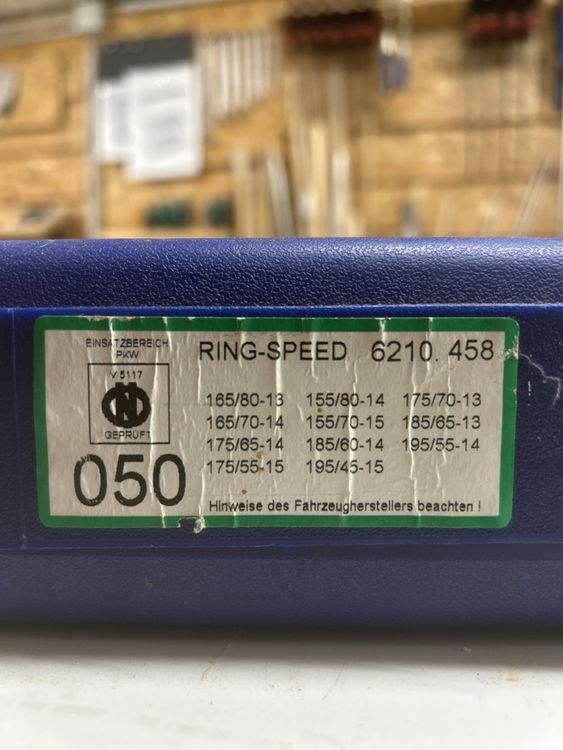 EINSATZBEREICH
PKW
V 5117
GEPRÜFT
050
RING-SPEED 6210. 458
165/80-13 155/80-14 175/70-13
165/70-14 155/70-15 185/65-13
175/65-14 185/60-14 195/55-14
175/55-15 195/45-15
Hinweise des Fahrzeugherstellers beachten !